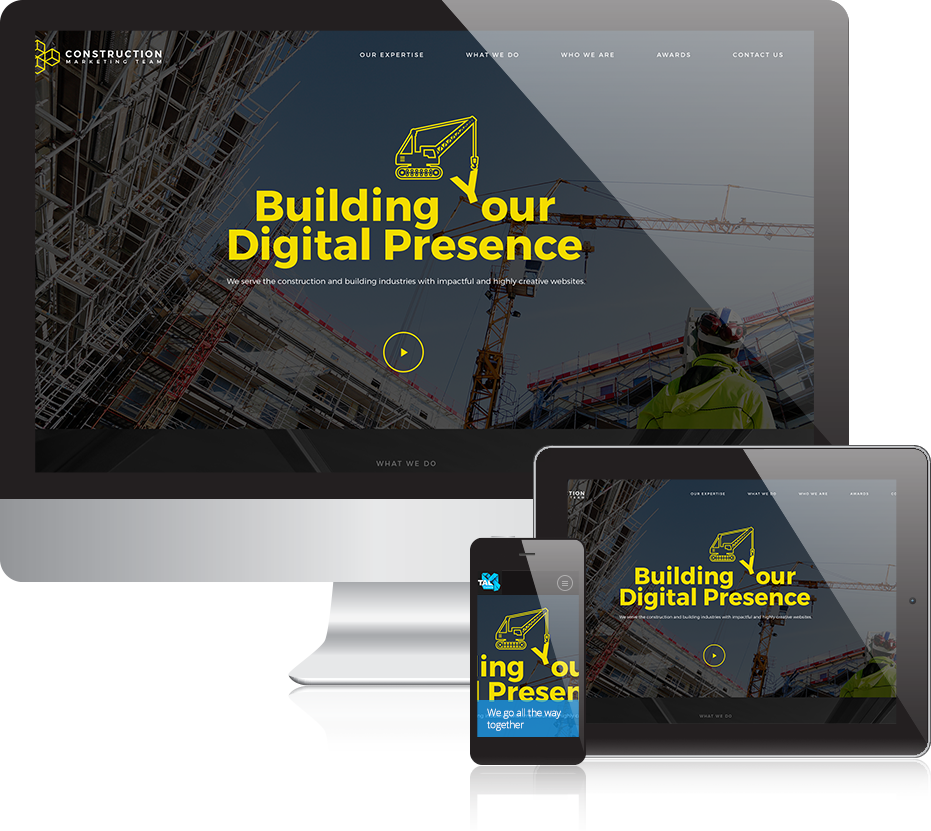 CONSTRUCTION
MARKETING TEAM
OUR EXPERTISE WHAT WE DO WHO WE ARE AWARDS CONTACT US
Building Your
Digital Presence
We serve the construction and building industries with impactful and highly creative websites.
WHAT WE DO
TION
TEAM
OUR EXPERTISE WHAT WE DO WHO WE ARE AWARDS CO
Building Your
Digital Presence
We serve the construction and building industries with impactful and highly creative websites.
WHAT WE DO
TAL
ing You
Presen
We go all the way
together